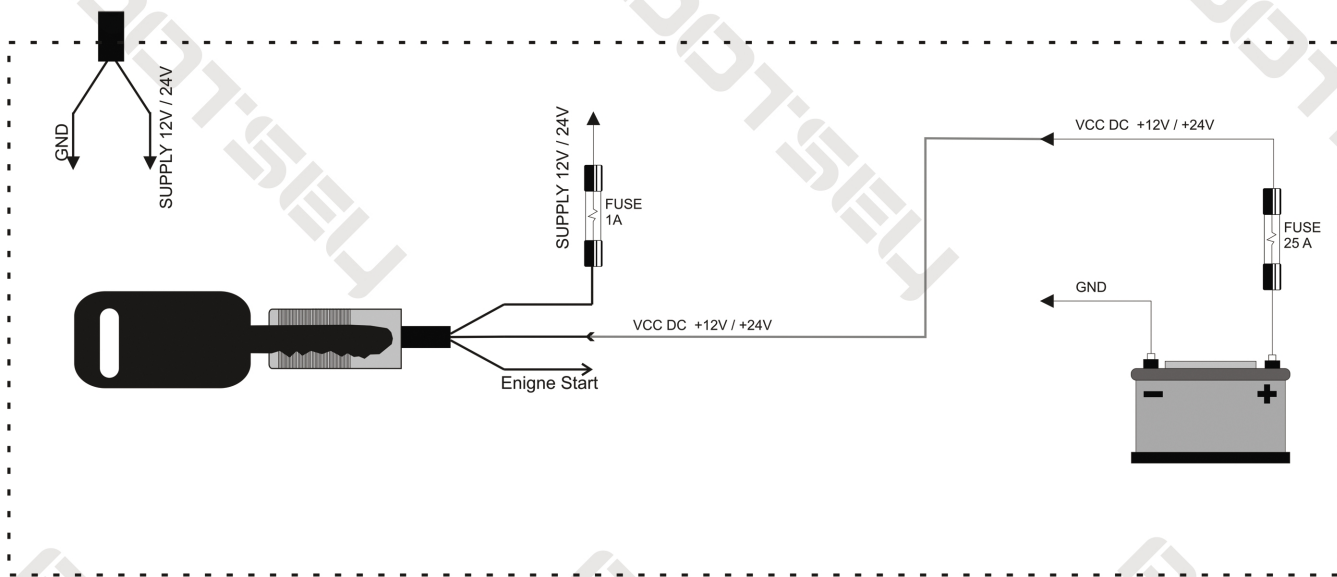 GND
SUPPLY 12V / 24V
SUPPLY 12V / 24V
FUSE
1A
VCC DC +12V / +24V
FUSE
25 A
GND
VCC DC +12V / +24V
Enigne Start